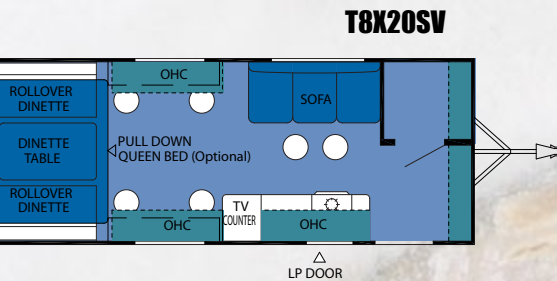 T8X20SV
OHC
ROLLOVER
DINETTE
SOFA
DINETTE
TABLE
PULL DOWN
QUEEN BED (Optional)
ROLLOVER
DINETTE
TV
COUNTER
OHC
OHC
LP DOOR